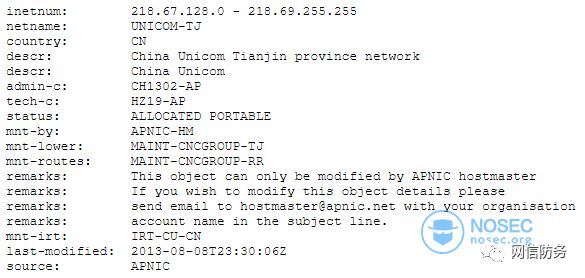 inetnum: 218.67.128.0 - 218.69.255.255
netname: UNICOM-TJ
country: CN
descr: China Unicom Tianjin province network
descr: China Unicom
admin-c: CH1302-AP
tech-c: HZ19-AP
status: ALLOCATED PORTABLE
mnt-by: APNIC-HM
mnt-lower: MAINT-CNCGROUP-TJ
mnt-routes: MAINT-CNCGROUP-RR
remarks: This object can only be modified by APNIC hostmaster
remarks: If you wish to modify this object details please
remarks: send email to hostmaster@apnic.net with your organisation
remarks: account name in the subject line.
mnt-irt: IRT-CU-CN
last-modified: 2013-08-08T23:30:06Z
source: APNIC
NOSEC
nosec.org
网信防务